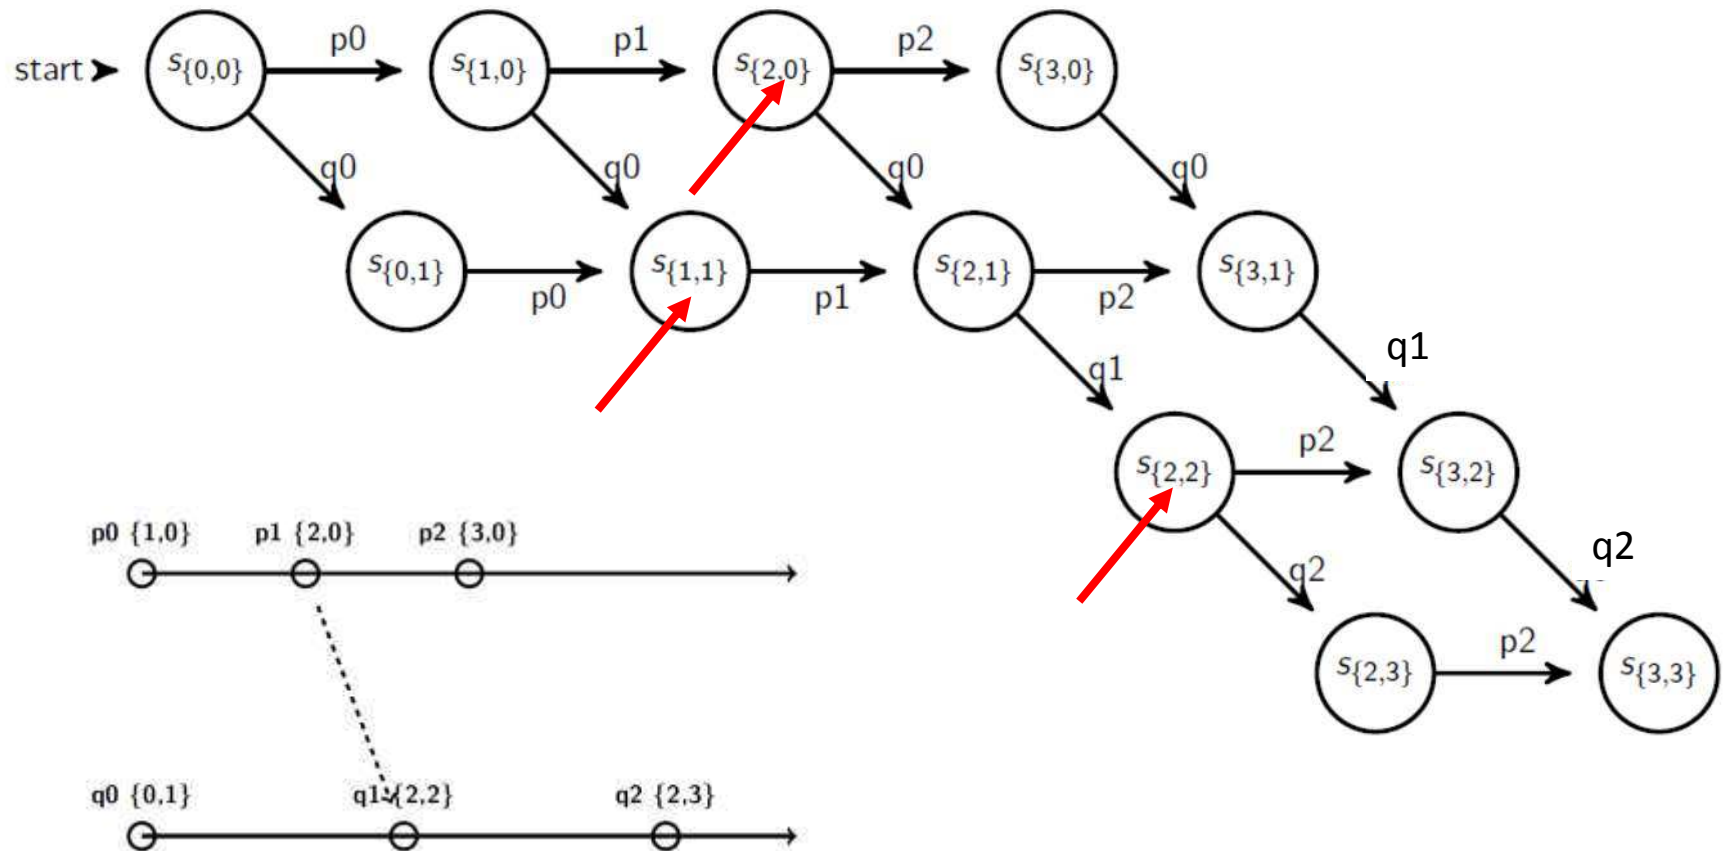 p0 p1 p2
start S{0,0} S{1,0} S{2,0} S{3,0}
q0 q0 q0 q0
S{0,1} S{1,1} S{2,1} S{3,1}
p0 p1 p2
q1 q1
p2
S{2,2} S{3,2}
p0 {1,0} p1 {2,0} p2 {3,0}
q2 q2
p2
S{2,3} S{3,3}
q0 {0,1} q1 {2,2} q2 {2,3}